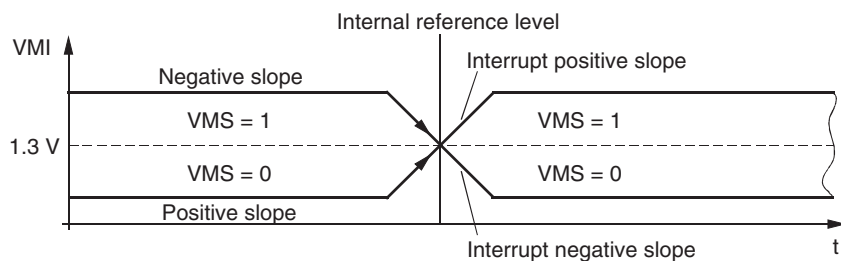 Internal reference level
VMI
Negative slope
Interrupt positive slope
VMS = 1
VMS = 1
1.3 V
VMS = 0
VMS = 0
Positive slope
Interrupt negative slope
t